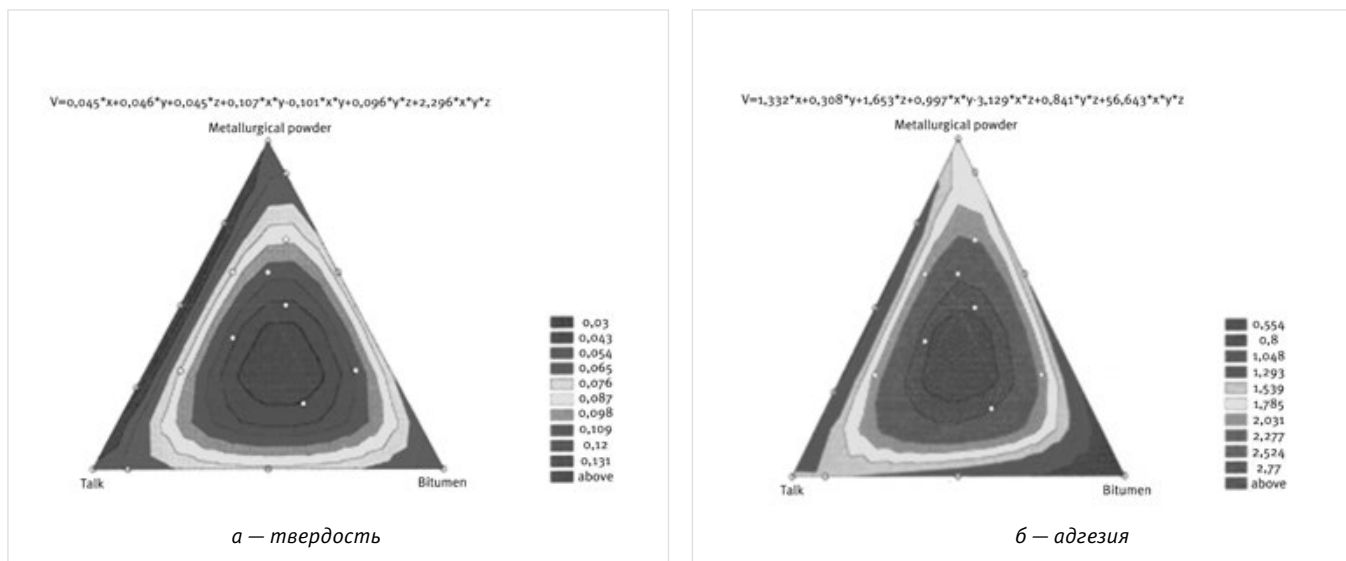 V=0,045*x+0,046*y+0,045*z+0,107*x*y-0,101*x*y+0,096*y*z+2,296*x*y*z
Metallurgical powder
Talk
Bitumen
0,03
0,043
0,054
0,065
0,076
0,087
0,098
0,109
0,12
0,131
above
а — твердость
V=1,332*x+0,308*y+1,653*z+0,997*x*y-3,129*x*z+0,841*y*z+56,643*x*y*z
Metallurgical powder
Talk
Bitumen
0,554
0,8
1,048
1,293
1,539
1,785
2,031
2,277
2,524
2,77
above
б — адгезия